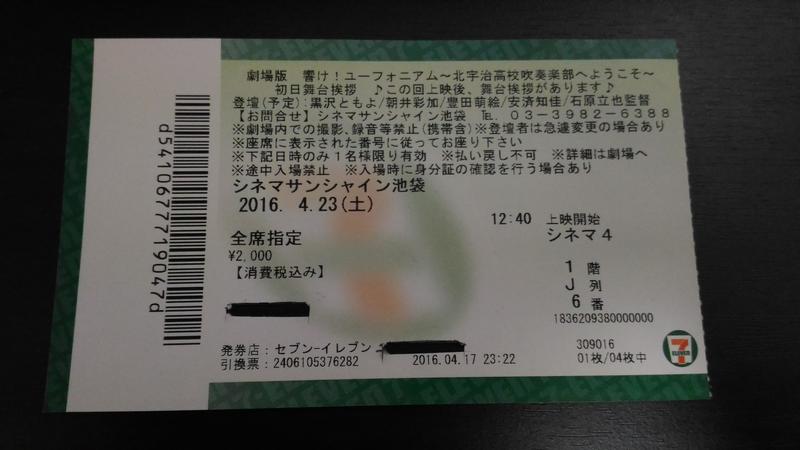 劇場版 響け!ユーフォニアム～北宇治高校吹奏楽部へようこそ～
初日舞台挨拶 ♪この回上映後、舞台挨拶があります♪
登壇(予定):黒沢ともよ/朝井彩加/豊田萌絵/安済知佳/石原立也監督
【お問合せ】シネマサンシャイン池袋 TEL 03-3982-6388
※劇場内での撮影、録音等禁止(携帯含)※登壇者は急遽変更の場合あり
※座席に表示された番号に従ってお座り下さい
※下記日時のみ1名様限り有効 ※払い戻し不可 ※詳細は劇場へ
※途中入場禁止 ※入場時に身分証の確認を行う場合あり
シネマサンシャイン池袋
2016. 4.23(土)
12:40 上映開始
全席指定
シネマ4
¥2,000
【消費税込み】
1 階
J 列
6 番
1836209380000000
発券店:セブン-イレブン
2016.04.17 23:22
引換票:2406105376282
309016
01枚/04枚中
7
ELEVEN
d5410677719004​7d